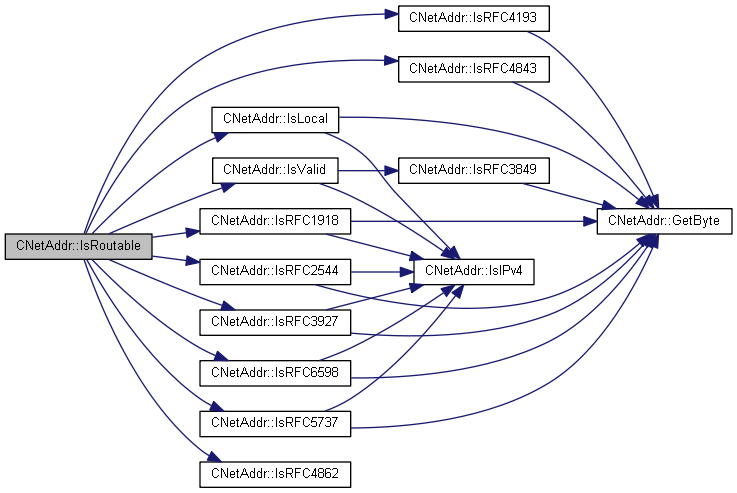 CNetAddr::IsRFC4193
CNetAddr::IsRFC4843
CNetAddr::IsLocal
CNetAddr::IsValid
CNetAddr::IsRFC3849
CNetAddr::IsRFC1918
CNetAddr::GetByte
CNetAddr::IsRoutable
CNetAddr::IsRFC2544
CNetAddr::IsIPv4
CNetAddr::IsRFC3927
CNetAddr::IsRFC6598
CNetAddr::IsRFC5737
CNetAddr::IsRFC4862